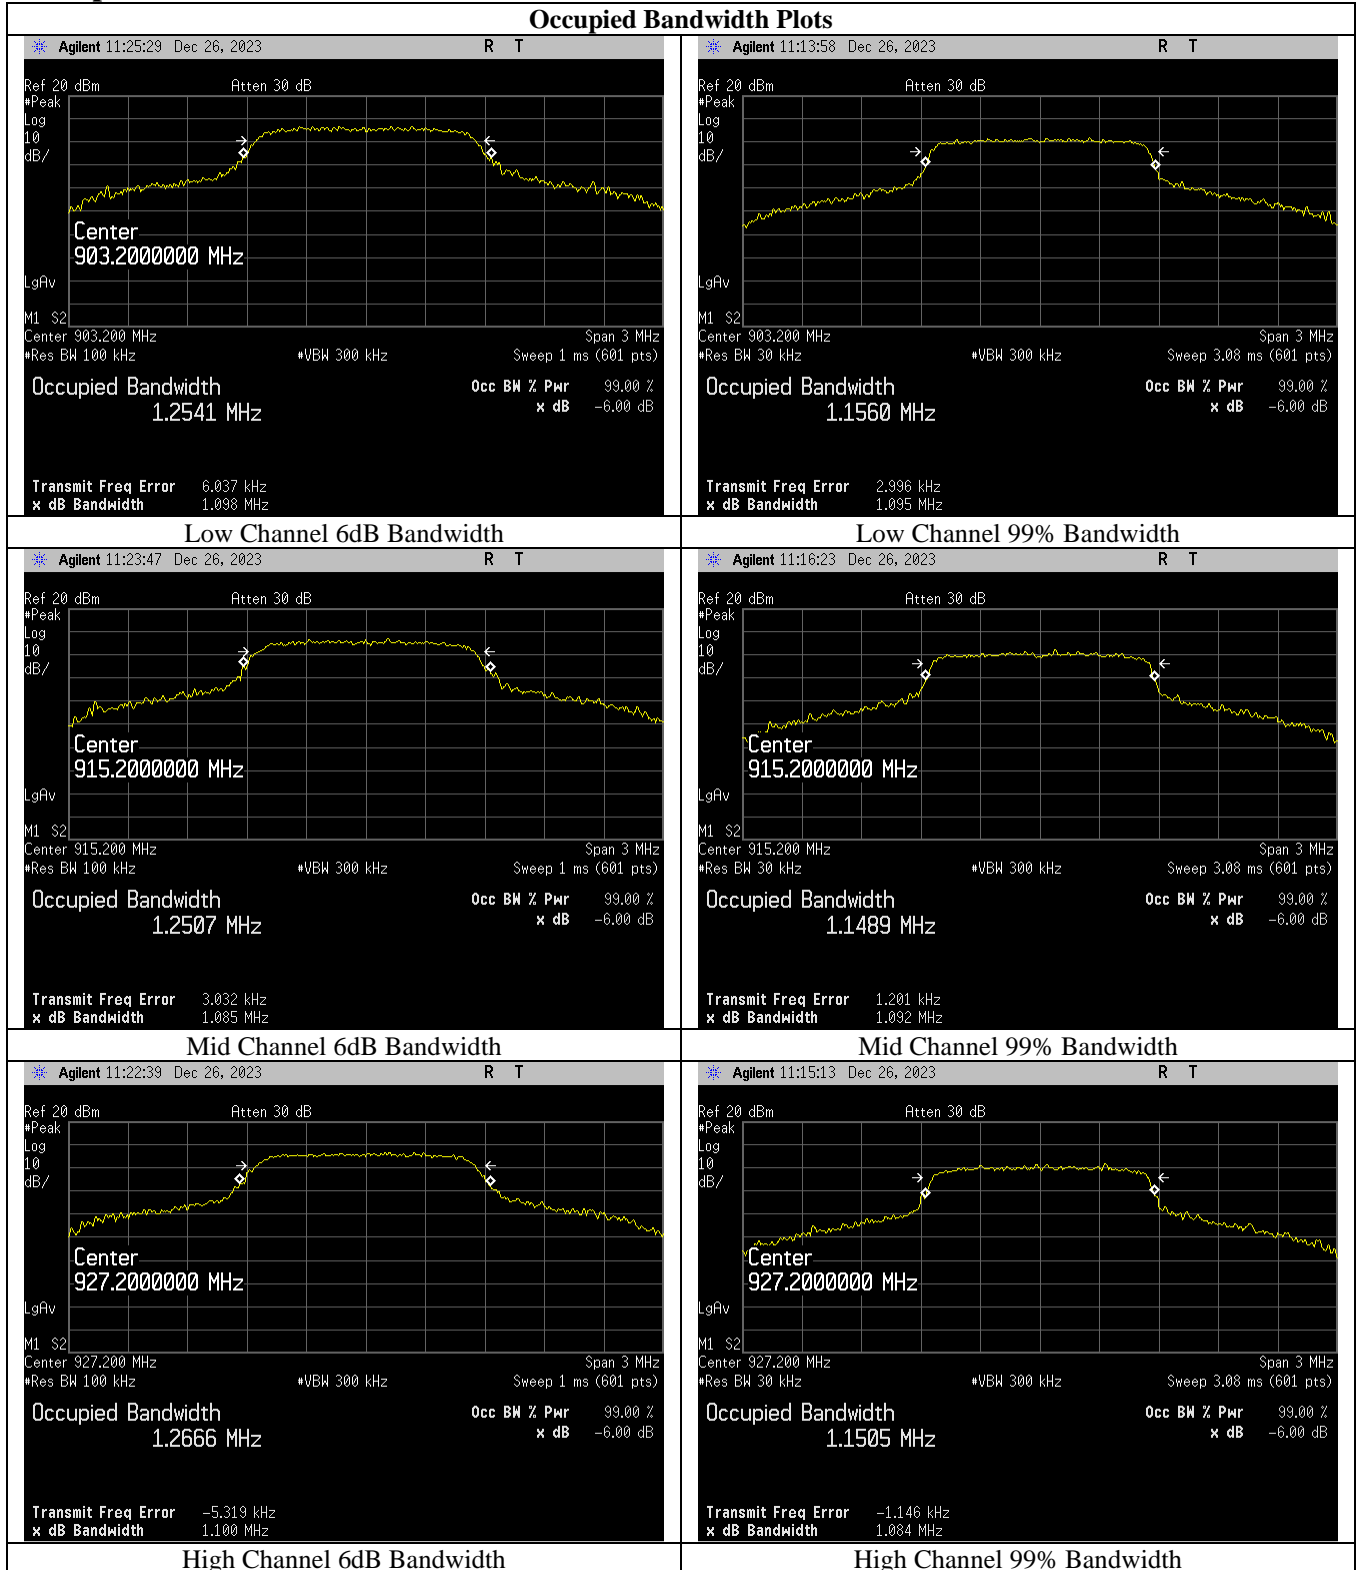 Occupied Bandwidth Plots
Agilent 11:25:29 Dec 26, 2023 R T
Ref 20 dBm Atten 30 dB
#Peak
Log
10
dB/
Center
903.2000000 MHz
LgAv
M1 S2
Center 903.200 MHz Span 3 MHz
#Res BW 100 kHz #VBW 300 kHz Sweep 1 ms (601 pts)
Occupied Bandwidth Occ BW % Pwr 99.00 %
1.2541 MHz x dB -6.00 dB
Transmit Freq Error 6.037 kHz
x dB Bandwidth 1.098 MHz
Low Channel 6dB Bandwidth
Agilent 11:13:58 Dec 26, 2023 R T
Ref 20 dBm Atten 30 dB
#Peak
Log
10
dB/
LgAv
M1 S2
Center 903.200 MHz Span 3 MHz
#Res BW 30 kHz #VBW 300 kHz Sweep 3.08 ms (601 pts)
Occupied Bandwidth Occ BW % Pwr 99.00 %
1.1560 MHz x dB -6.00 dB
Transmit Freq Error 2.996 kHz
x dB Bandwidth 1.095 MHz
Low Channel 99% Bandwidth
Agilent 11:23:47 Dec 26, 2023 R T
Ref 20 dBm Atten 30 dB
#Peak
Log
10
dB/
Center
915.2000000 MHz
LgAv
M1 S2
Center 915.200 MHz Span 3 MHz
#Res BW 100 kHz #VBW 300 kHz Sweep 1 ms (601 pts)
Occupied Bandwidth Occ BW % Pwr 99.00 %
1.2507 MHz x dB -6.00 dB
Transmit Freq Error 3.032 kHz
x dB Bandwidth 1.085 MHz
Mid Channel 6dB Bandwidth
Agilent 11:16:23 Dec 26, 2023 R T
Ref 20 dBm Atten 30 dB
#Peak
Log
10
dB/
Center
915.2000000 MHz
LgAv
M1 S2
Center 915.200 MHz Span 3 MHz
#Res BW 30 kHz #VBW 300 kHz Sweep 3.08 ms (601 pts)
Occupied Bandwidth Occ BW % Pwr 99.00 %
1.1489 MHz x dB -6.00 dB
Transmit Freq Error 1.201 kHz
x dB Bandwidth 1.092 MHz
Mid Channel 99% Bandwidth
Agilent 11:22:39 Dec 26, 2023 R T
Ref 20 dBm Atten 30 dB
#Peak
Log
10
dB/
Center
927.2000000 MHz
LgAv
M1 S2
Center 927.200 MHz Span 3 MHz
#Res BW 100 kHz #VBW 300 kHz Sweep 1 ms (601 pts)
Occupied Bandwidth Occ BW % Pwr 99.00 %
1.2666 MHz x dB -6.00 dB
Transmit Freq Error -5.319 kHz
x dB Bandwidth 1.100 MHz
High Channel 6dB Bandwidth
Agilent 11:15:13 Dec 26, 2023 R T
Ref 20 dBm Atten 30 dB
#Peak
Log
10
dB/
Center
927.2000000 MHz
LgAv
M1 S2
Center 927.200 MHz Span 3 MHz
#Res BW 30 kHz #VBW 300 kHz Sweep 3.08 ms (601 pts)
Occupied Bandwidth Occ BW % Pwr 99.00 %
1.1505 MHz x dB -6.00 dB
Transmit Freq Error -1.146 kHz
x dB Bandwidth 1.084 MHz
High Channel 99% Bandwidth